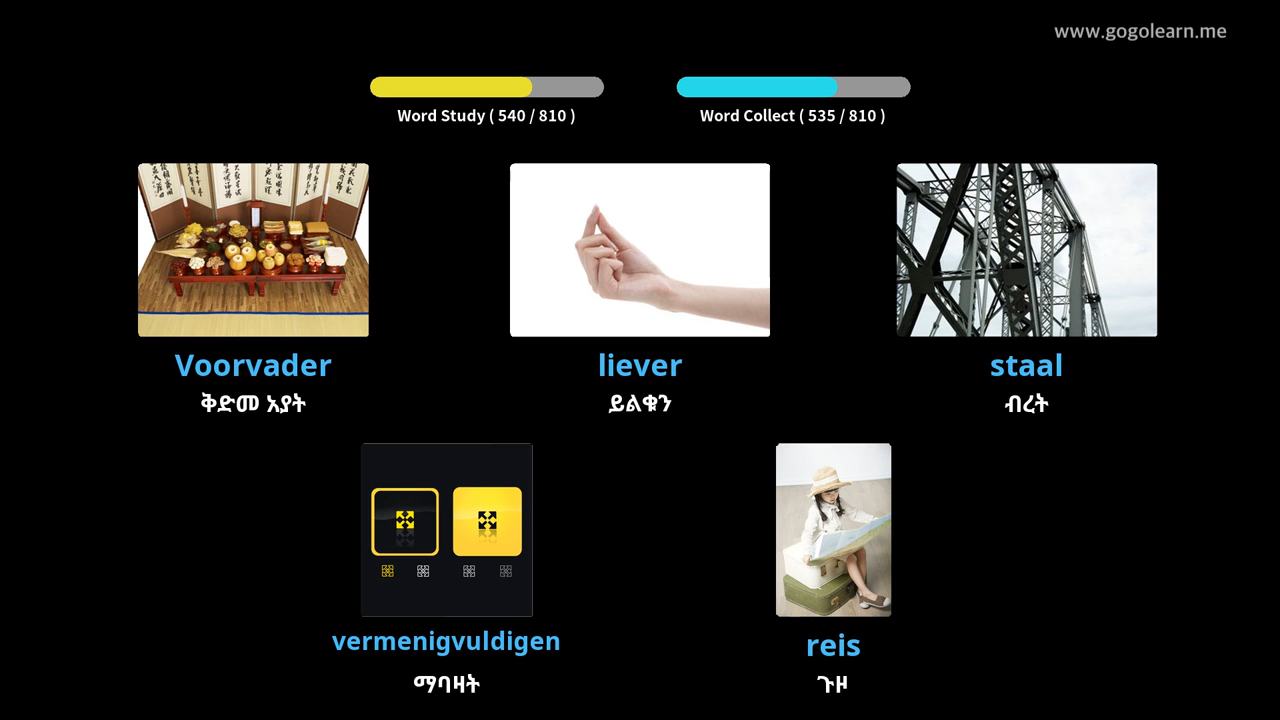 www.gogolearn.me
Word Study ( 540 / 810 )
Word Collect ( 535 / 810 )
Voorvader
ቅድመ አያት
liever
ይልቁን
staal
ብረት
vermenigvuldigen
ማባዛት
reis
ጉዞ